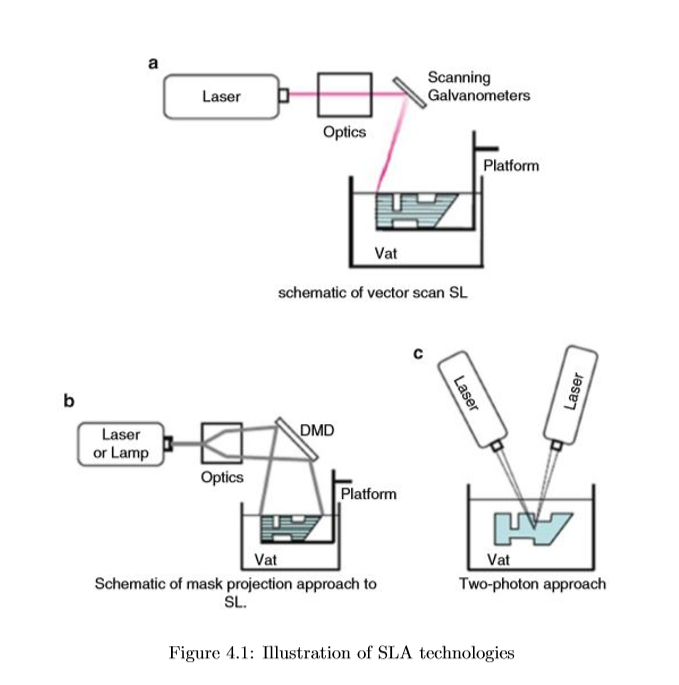 a
Laser
Optics
Scanning
Galvanometers
Platform
Vat
schematic of vector scan SL
b
Laser
or Lamp
Optics
DMD
Platform
Vat
Schematic of mask projection approach to
SL.
c
Laser
Laser
Vat
Two-photon approach
Figure 4.1: Illustration of SLA technologies